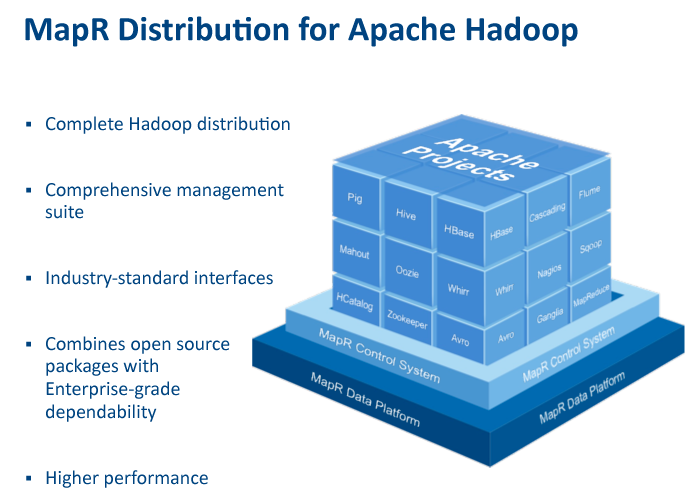 MapR Distribution for Apache Hadoop
▪ Complete Hadoop distribution
▪ Comprehensive management
suite
▪ Industry-standard interfaces
▪ Combines open source
packages with
Enterprise-grade
dependability
▪ Higher performance
Apache
Projects
Pig
Hive
HBase
HBase
Cascading
Flume
Mahout
Oozie
Whirr
Whirr
Nagios
Sqoop
HCatalog
Zookeeper
Avro
Avro
Ganglia
MapReduce
MapR Control System
MapR Control System
MapR Data Platform
MapR Data Platform